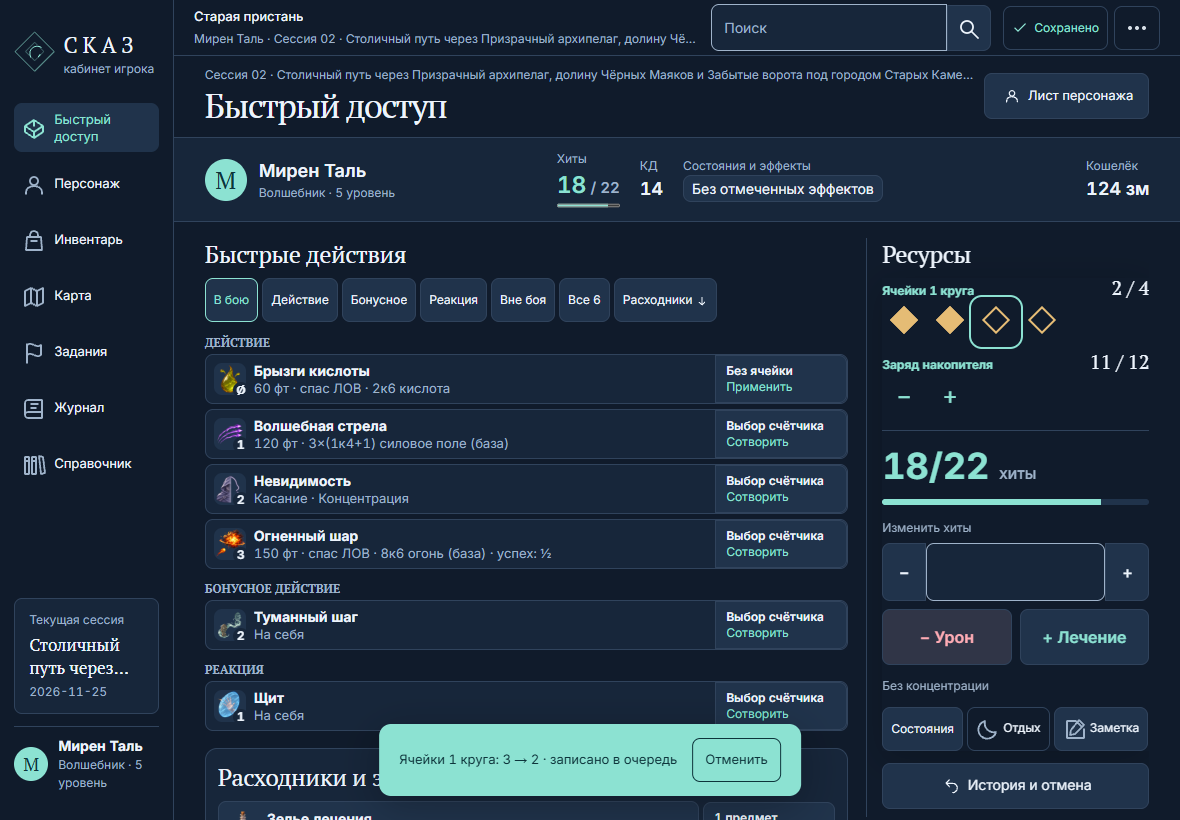 СКАЗ
кабинет игрока
Быстрый
доступ
Персонаж
Инвентарь
Карта
Задания
Журнал
Справочник
Текущая сессия
Столичный
путь через...
2026-11-25
М
Мирен Таль
Волшебник · 5
уровень
Старая пристань
Мирен Таль · Сессия 02 · Столичный путь через Призрачный архипелаг, долину Чё...
Поиск
Сохранено
Сессия 02 · Столичный путь через Призрачный архипелаг, долину Чёрных Маяков и Забытые ворота под городом Старых Каме...
Быстрый доступ
Лист персонажа
М
Мирен Таль
Волшебник · 5 уровень
Хиты
18 / 22
КД
14
Состояния и эффекты
Без отмеченных эффектов
Кошелёк
124 зм
Быстрые действия
В бою
Действие
Бонусное
Реакция
Вне боя
Все 6
Расходники ↓
ДЕЙСТВИЕ
Брызги кислоты
60 фт · спас ЛОВ · 2к6 кислота
Без ячейки
Применить
0
Волшебная стрела
120 фт · 3×(1к4+1) силовое поле (база)
Выбор счётчика
Сотворить
1
Невидимость
Касание · Концентрация
Выбор счётчика
Сотворить
2
Огненный шар
150 фт · спас ЛОВ · 8к6 огонь (база) · успех: ½
Выбор счётчика
Сотворить
3
БОНУСНОЕ ДЕЙСТВИЕ
Туманный шаг
На себя
Выбор счётчика
Сотворить
2
РЕАКЦИЯ
Щит
На себя
Выбор счётчика
Сотворить
1
Расходники и з
Зелье лечения
1 предмет
Ячейки 1 круга: 3 → 2 · записано в очередь
Отменить
Ресурсы
Ячейки 1 круга
2 / 4
Заряд накопителя
11 / 12
− +
18/22 хиты
Изменить хиты
− +
− Урон
+ Лечение
Без концентрации
Состояния
Отдых
Заметка
История и отмена